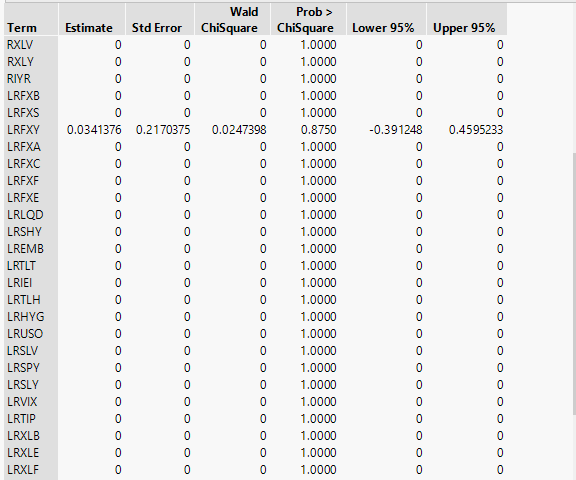 Wald Prob >
Term Estimate Std Error ChiSquare ChiSquare Lower 95% Upper 95%
RXLV 0 0 0 1.0000 0 0
RXLY 0 0 0 1.0000 0 0
RIYR 0 0 0 1.0000 0 0
LRFXB 0 0 0 1.0000 0 0
LRFXS 0 0 0 1.0000 0 0
LRFXY 0.0341376 0.2170375 0.0247398 0.8750 -0.391248 0.4595233
LRFXA 0 0 0 1.0000 0 0
LRFXC 0 0 0 1.0000 0 0
LRFXF 0 0 0 1.0000 0 0
LRFXE 0 0 0 1.0000 0 0
LRLQD 0 0 0 1.0000 0 0
LRSHY 0 0 0 1.0000 0 0
LREMB 0 0 0 1.0000 0 0
LRTLT 0 0 0 1.0000 0 0
LRIEI 0 0 0 1.0000 0 0
LRTLH 0 0 0 1.0000 0 0
LRHYG 0 0 0 1.0000 0 0
LRUSO 0 0 0 1.0000 0 0
LRSLV 0 0 0 1.0000 0 0
LRSPY 0 0 0 1.0000 0 0
LRSLY 0 0 0 1.0000 0 0
LRVIX 0 0 0 1.0000 0 0
LRTIP 0 0 0 1.0000 0 0
LRXLB 0 0 0 1.0000 0 0
LRXLE 0 0 0 1.0000 0 0
LRXLF 0 0 0 1.0000 0 0